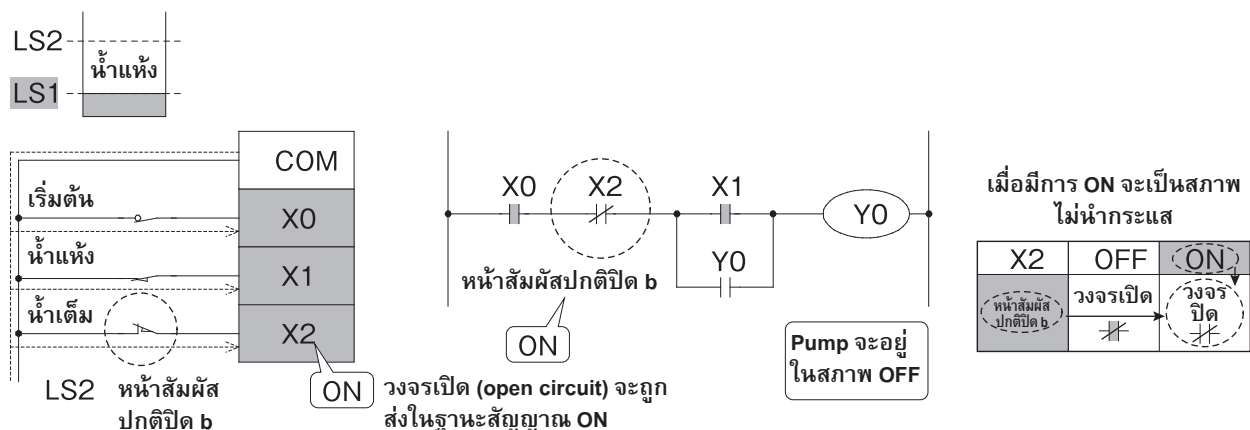 LS2
น้ำแห้ง
LS1
COM
เริ่มต้น
X0
น้ำแห้ง
X1
น้ำเต็ม
X2
LS2
หน้าสัมผัส
ปกติปิด b
ON
วงจรเปิด (open circuit) จะถูก
ส่งในฐานะสัญญาณ ON
X0
X2
X1
Y0
Y0
หน้าสัมผัสปกติปิด b
ON
Pump จะอยู่
ในสภาพ OFF
เมื่อมีการ ON จะเป็นสภาพ
ไม่นำกระแส
X2
OFF
ON
หน้าสัมผัส
ปกติปิด b
วงจรเปิด
วงจร
ปิด